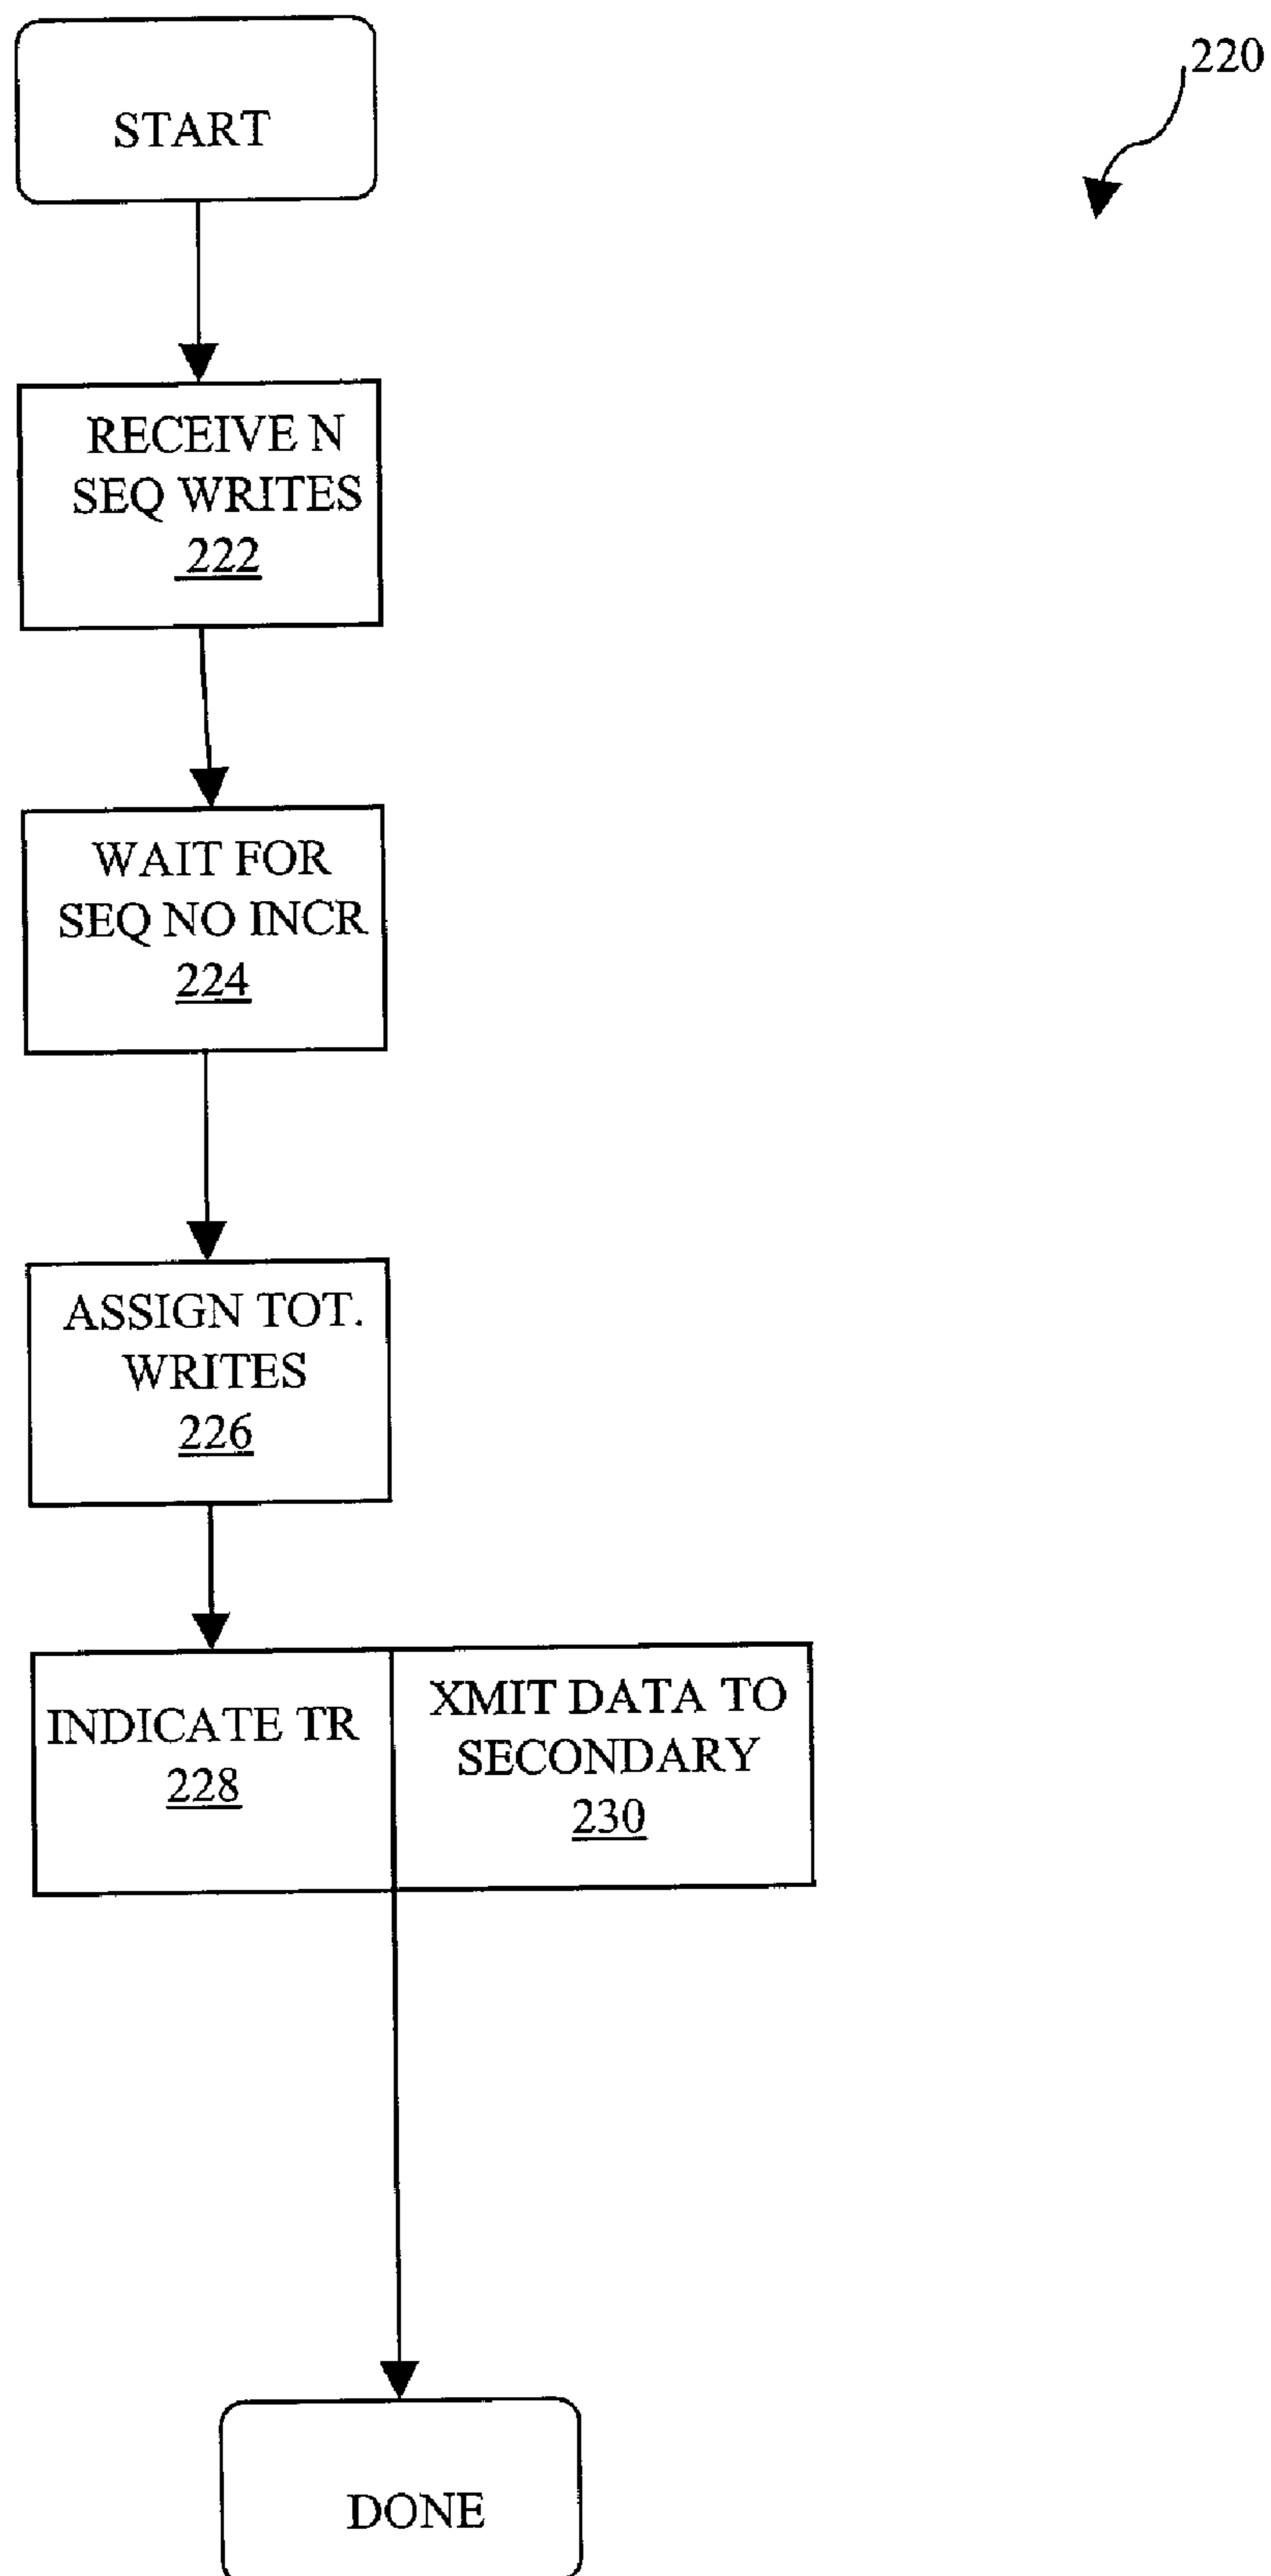 220
START
RECEIVE N
SEQ WRITES
222
WAIT FOR
SEQ NO INCR
224
ASSIGN TOT.
WRITES
226
INDICATE TR
228
XMIT DATA TO
SECONDARY
230
DONE